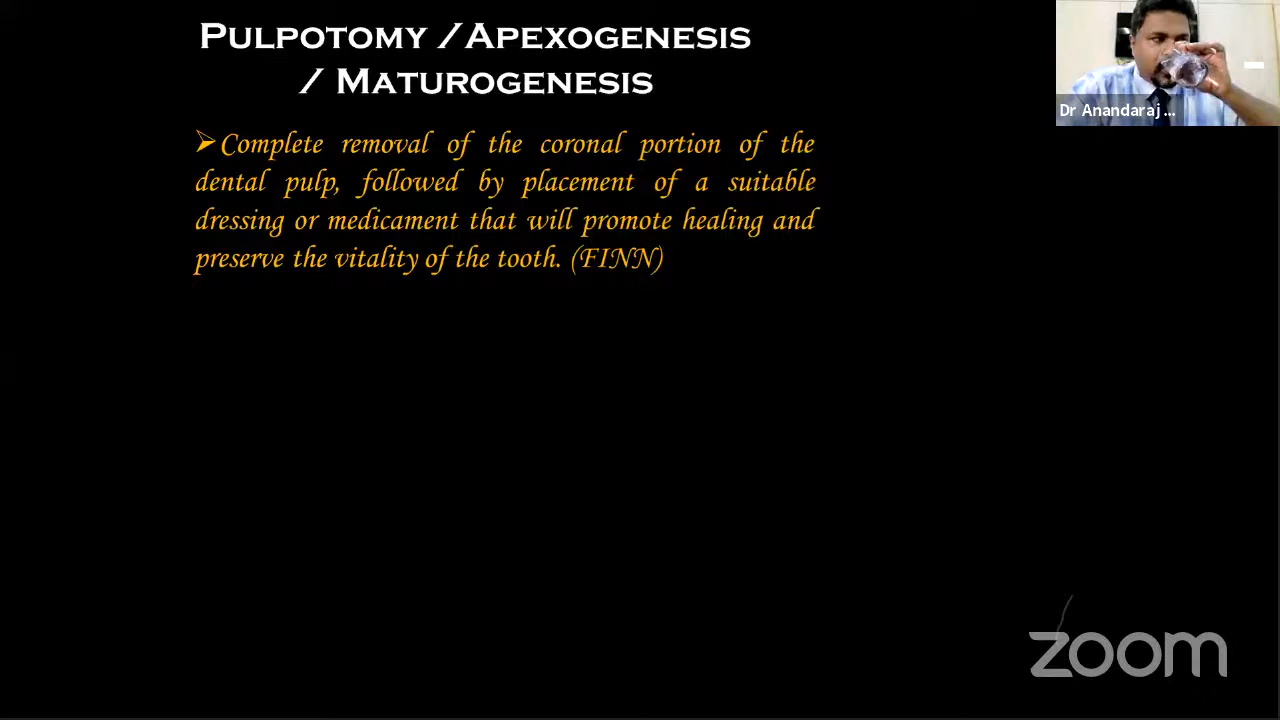 PULPOTOMY /APEXOGENESIS
/ MATUROGENESIS
➢Complete removal of the coronal portion of the
dental pulp, followed by placement of a suitable
dressing or medicament that will promote healing and
preserve the vitality of the tooth. (FINN)
Dr Anandaraj ...
zoom